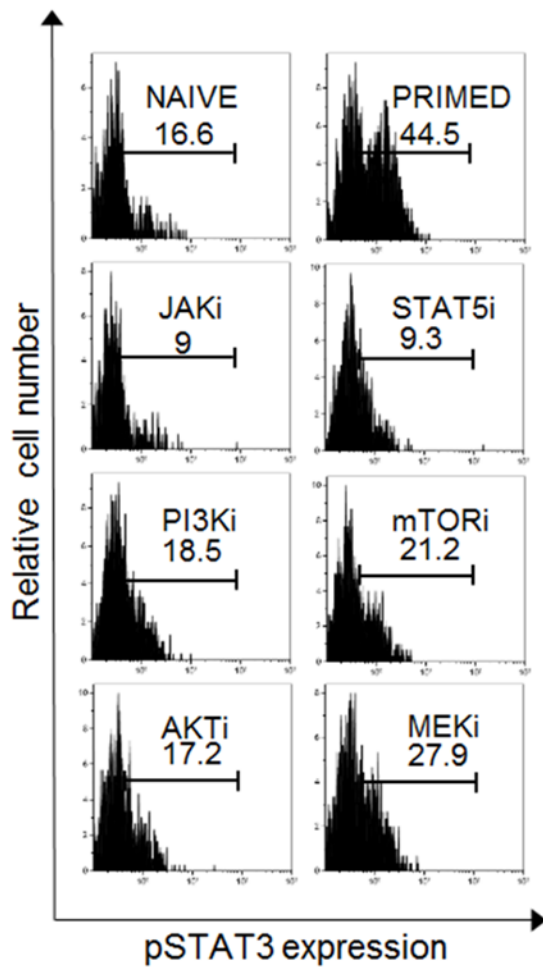 NAIVE
16.6
PRIMED
44.5
JAKi
9
STAT5i
9.3
PI3Ki
18.5
mTORi
21.2
AKTi
17.2
MEKi
27.9
Relative cell number
pSTAT3 expression